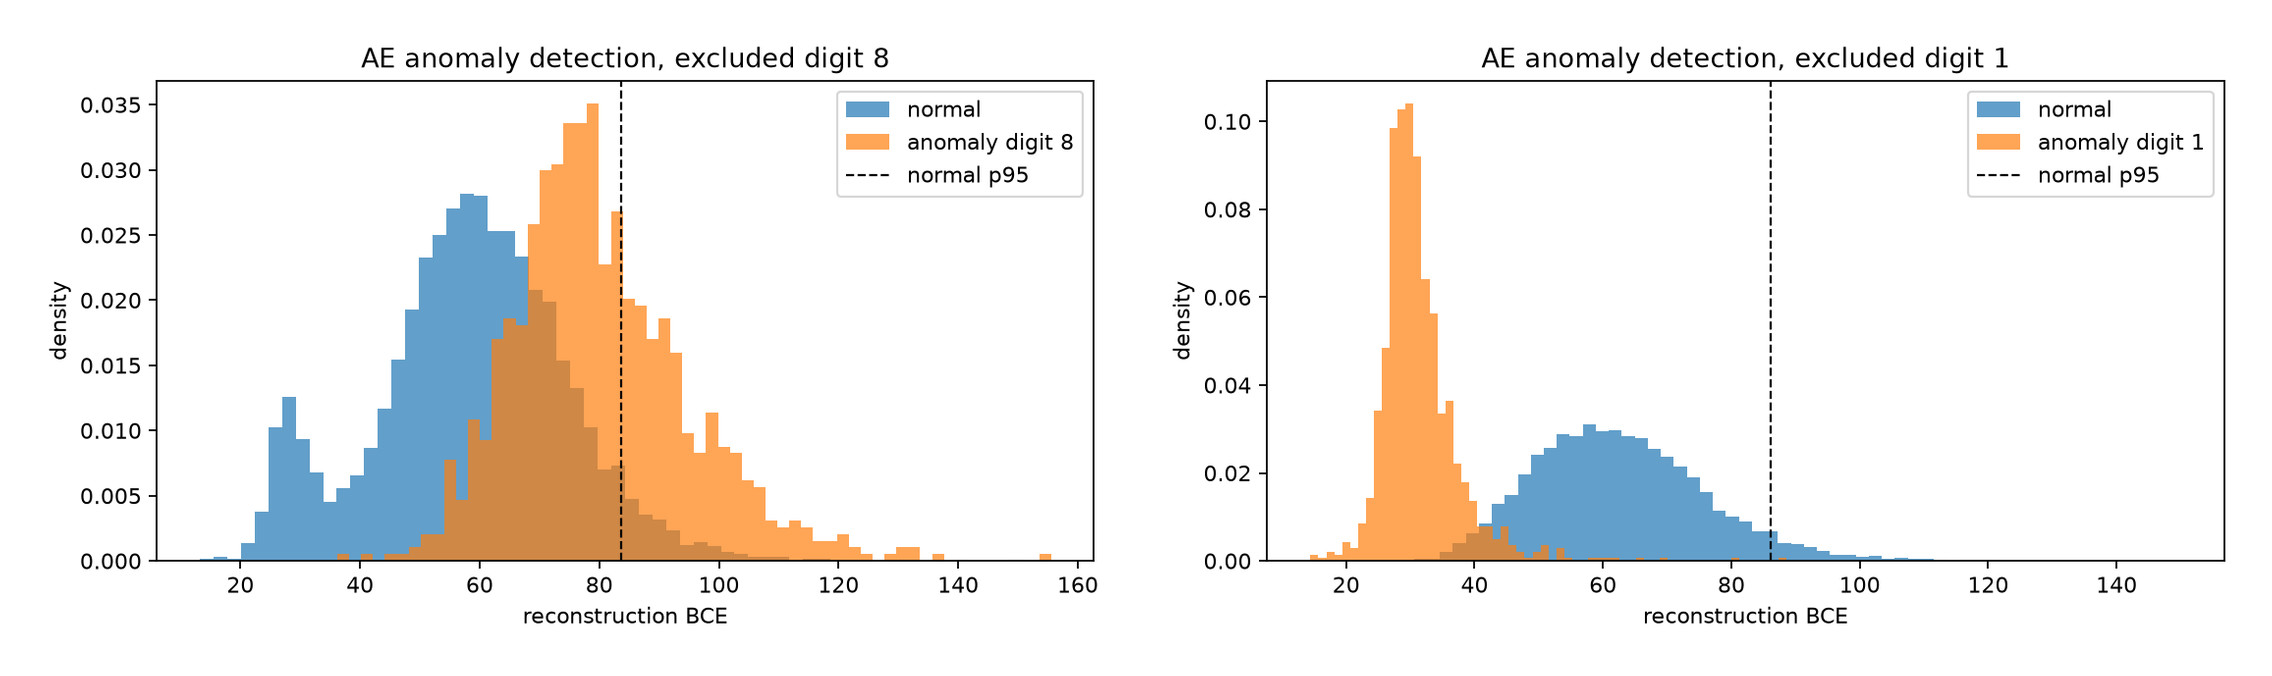 AE anomaly detection, excluded digit 8
normal
anomaly digit 8
normal p95
0.035
0.030
0.025
0.020
0.015
0.010
0.005
0.000
density
20 40 60 80 100 120 140 160
reconstruction BCE
AE anomaly detection, excluded digit 1
normal
anomaly digit 1
normal p95
0.10
0.08
0.06
0.04
0.02
0.00
density
20 40 60 80 100 120 140
reconstruction BCE